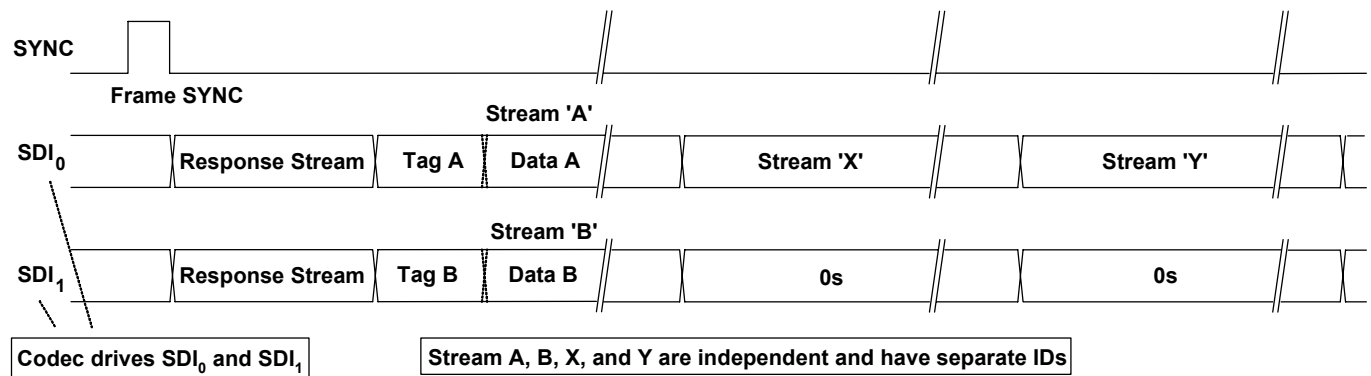 SYNC
Frame SYNC
Stream 'A'
SDI0 Response Stream Tag A Data A Stream 'X' Stream 'Y'
Stream 'B'
SDI1 Response Stream Tag B Data B 0s 0s
Codec drives SDI0 and SDI1
Stream A, B, X, and Y are independent and have separate IDs